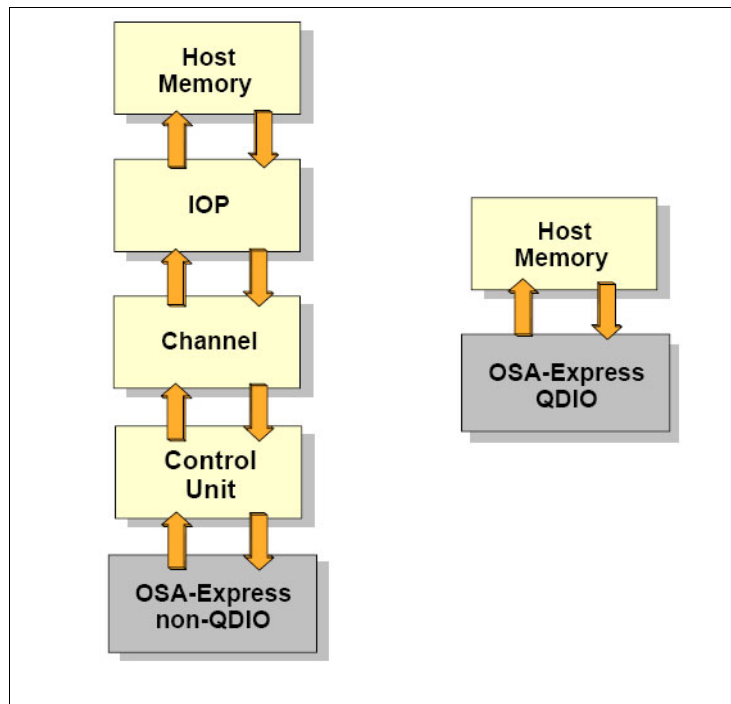 Host
Memory
IOP
Channel
Control
Unit
OSA-Express
non-QDIO
Host
Memory
OSA-Express
QDIO